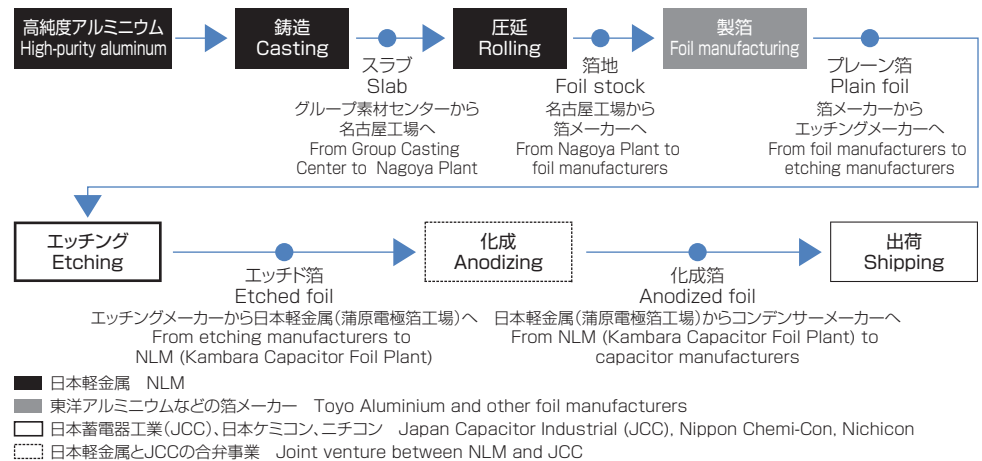 高純度アルミニウム
High-purity aluminum
鋳造
Casting
スラブ
Slab
グループ素材センターから
名古屋工場へ
From Group Casting
Center to Nagoya Plant
圧延
Rolling
箔地
Foil stock
名古屋工場から
箔メーカーへ
From Nagoya Plant to
foil manufacturers
製箔
Foil manufacturing
プレーン箔
Plain foil
箔メーカーから
エッチングメーカーへ
From foil manufacturers to
etching manufacturers
エッチング
Etching
エッチド箔
Etched foil
エッチングメーカーから日本軽金属(蒲原電極箔工場)へ
From etching manufacturers to
NLM (Kambara Capacitor Foil Plant)
化成
Anodizing
化成箔
Anodized foil
日本軽金属(蒲原電極箔工場)からコンデンサーメーカーへ
From NLM (Kambara Capacitor Foil Plant) to
capacitor manufacturers
出荷
Shipping
日本軽金属 NLM
東洋アルミニウムなどの箔メーカー Toyo Aluminium and other foil manufacturers
日本蓄電器工業(JCC)、日本ケミコン、ニチコン Japan Capacitor Industrial (JCC), Nippon Chemi-Con, Nichicon
日本軽金属とJCCの合弁事業 Joint venture between NLM and JCC